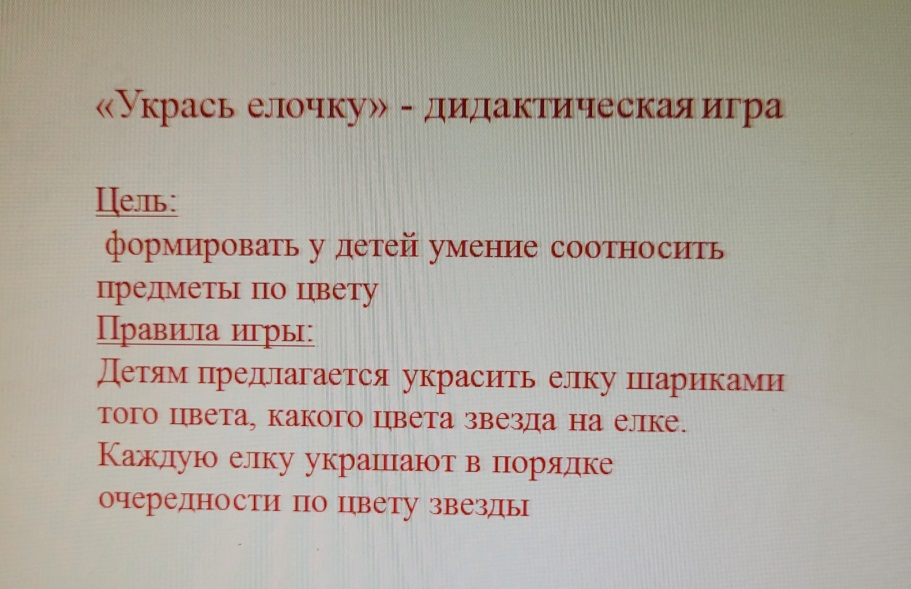 «Укрась елочку» - дидактическая игра
Цель:
формировать у детей умение соотносить
предметы по цвету
Правила игры:
Детям предлагается украсить елку шариками
того цвета, какого цвета звезда на елке.
Каждую елку украшают в порядке
очередности по цвету звезды